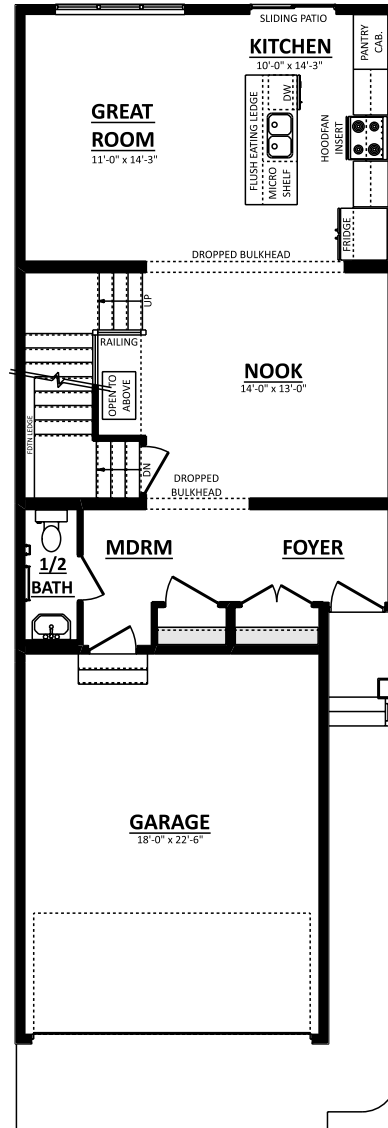 SLIDING PATIO
KITCHEN
10'-0" x 14'-3"
PANTRY
CAB.
GREAT
ROOM
11'-0" x 14'-3"
DW
FLUSH EATING LEDGE
MICRO
SHELF
HOODFAN
INSERT
FRIDGE
DROPPED BULKHEAD
UP
RAILING
OPEN TO
ABOVE
NOOK
14'-0" x 13'-0"
FDTN LEDGE
DN
DROPPED
BULKHEAD
MDRM
FOYER
1/2
BATH
GARAGE
18'-0" x 22'-6"